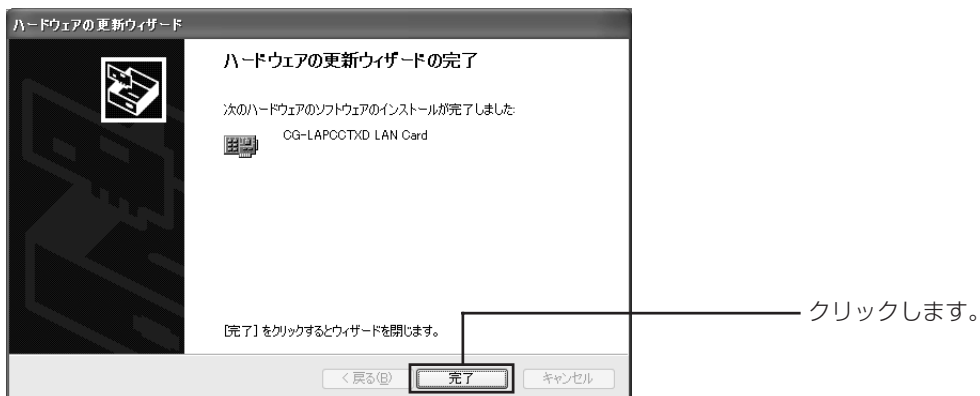 ハードウェアの更新ウィザード
ハードウェアの更新ウィザードの完了
次のハードウェアのソフトウェアのインストールが完了しました:
CG-LAPCCTXD LAN Card
[完了] をクリックするとウィザードを閉じます。
クリックします。
< 戻る(B)
完了
キャンセル